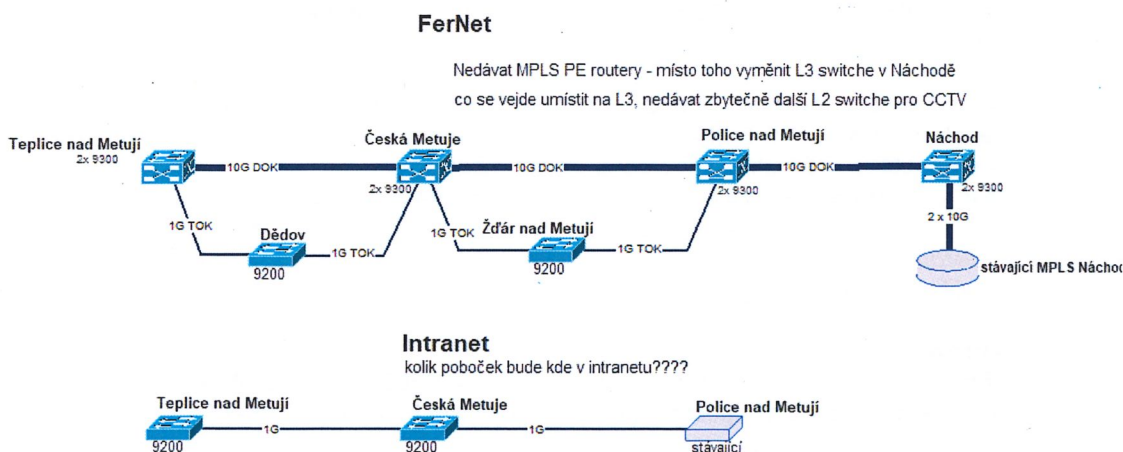 FerNet
Nedávat MPLS PE routery - místo toho vyměnit L3 switche v Náchodě
co se vejde umístit na L3, nedávat zbytečně další L2 switche pro CCTV
Teplice nad Metují
2x 9300
Česká Metuje
2x 9300
Police nad Metují
2x 9300
Náchod
2x 9300
10G DOK
10G DOK
10G DOK
1G TOK
Dědov
9200
1G TOK
1G TOK
Žďár nad Metují
9200
1G TOK
2 x 10G
stávající MPLS Náchod
Intranet
kolik poboček bude kde v intranetu????
Teplice nad Metují
9200
1G
Česká Metuje
9200
1G
Police nad Metují
stávající